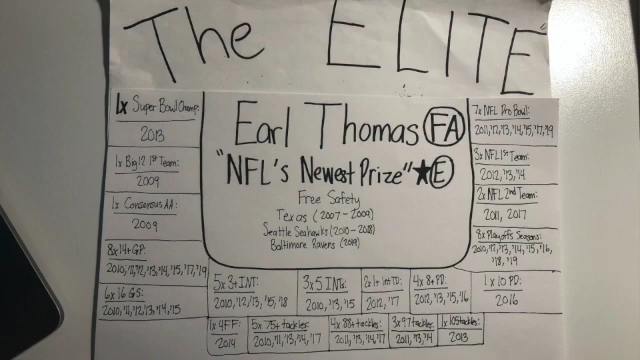 The ELITE
1x Super Bowl Champ:
2013
1x Big 12 1st Team:
2009
1x Consensus AA:
2009
8x 14+ GP:
2010, '11, '12, '13, '14, '15, '17, '19
6x 16 GS:
2010, '11, '12, '13, '14, '15
Earl Thomas FA
"NFL's Newest Prize" ★ E
Free Safety
Texas (2007-2009)
Seattle Seahawks (2010-2018)
Baltimore Ravens (2019)
7x NFL Pro Bowl:
2011, '12, '13, '14, '15, '17, '19
3x NFL 1st Team:
2012, '13, '14
2x NFL 2nd Team:
2011, 2017
8x Playoffs Seasons:
2010, '12, '13, '14, '15, '16,
'18, '19
5x 3+ INT:
2010, '12, '13, '15, '18
3x 5 INTs:
2010, '13, '15
2x 1+ int TD:
2012, '17
4x 8+ PD:
2012, '13, '15, '16
1x 10 PD:
2016
1x 4 FF:
2014
5x 75+ tackles:
2010, '11, '13, '14, '17
4x 88+ tackles:
2011, '13, '14, '17
3x 97 tackles:
2011, '13, '14
1x 105 tackles:
2013